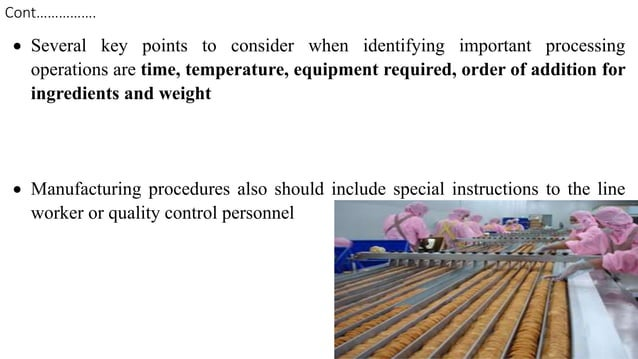 Cont................
• Several key points to consider when identifying important processing
operations are time, temperature, equipment required, order of addition for
ingredients and weight
• Manufacturing procedures also should include special instructions to the line
worker or quality control personnel